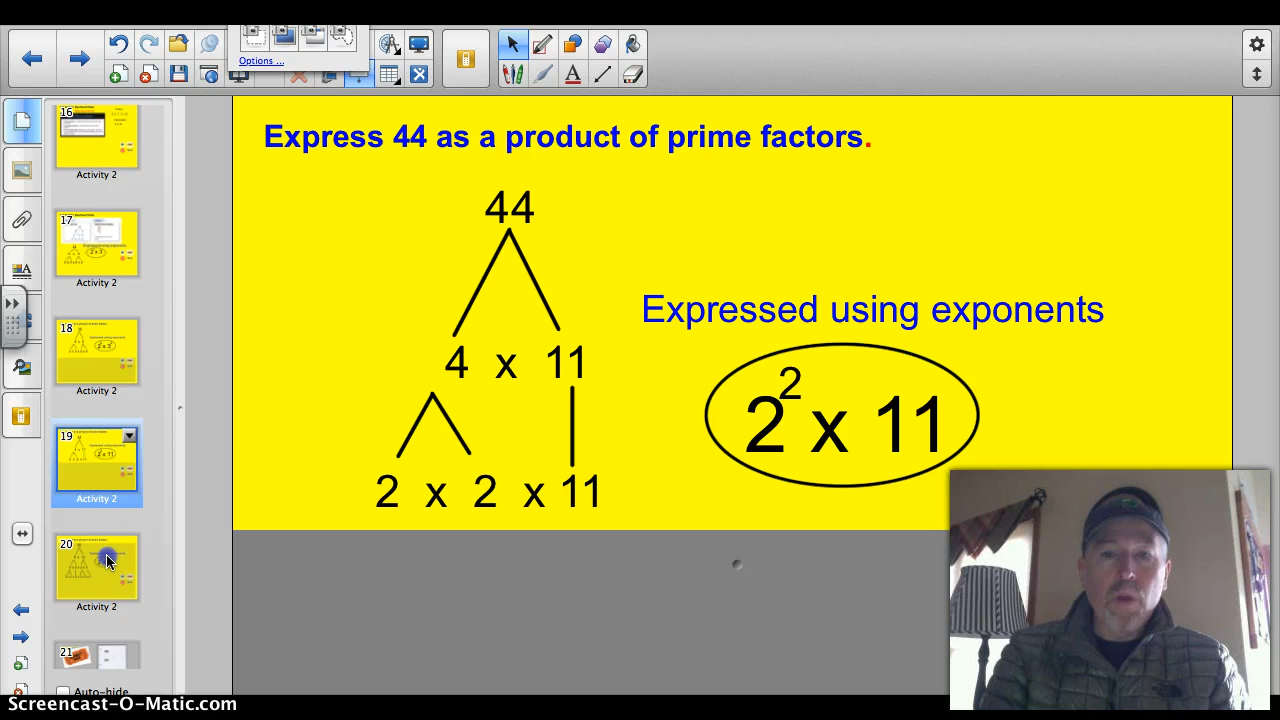 Options ...
Express 44 as a product of prime factors.
44
4 x 11
2 x 2 x 11
Expressed using exponents
2² x 11
16
Activity 2
17
Activity 2
18
Activity 2
19
Activity 2
20
Activity 2
21
Auto-hide
Screencast-O-Matic.com